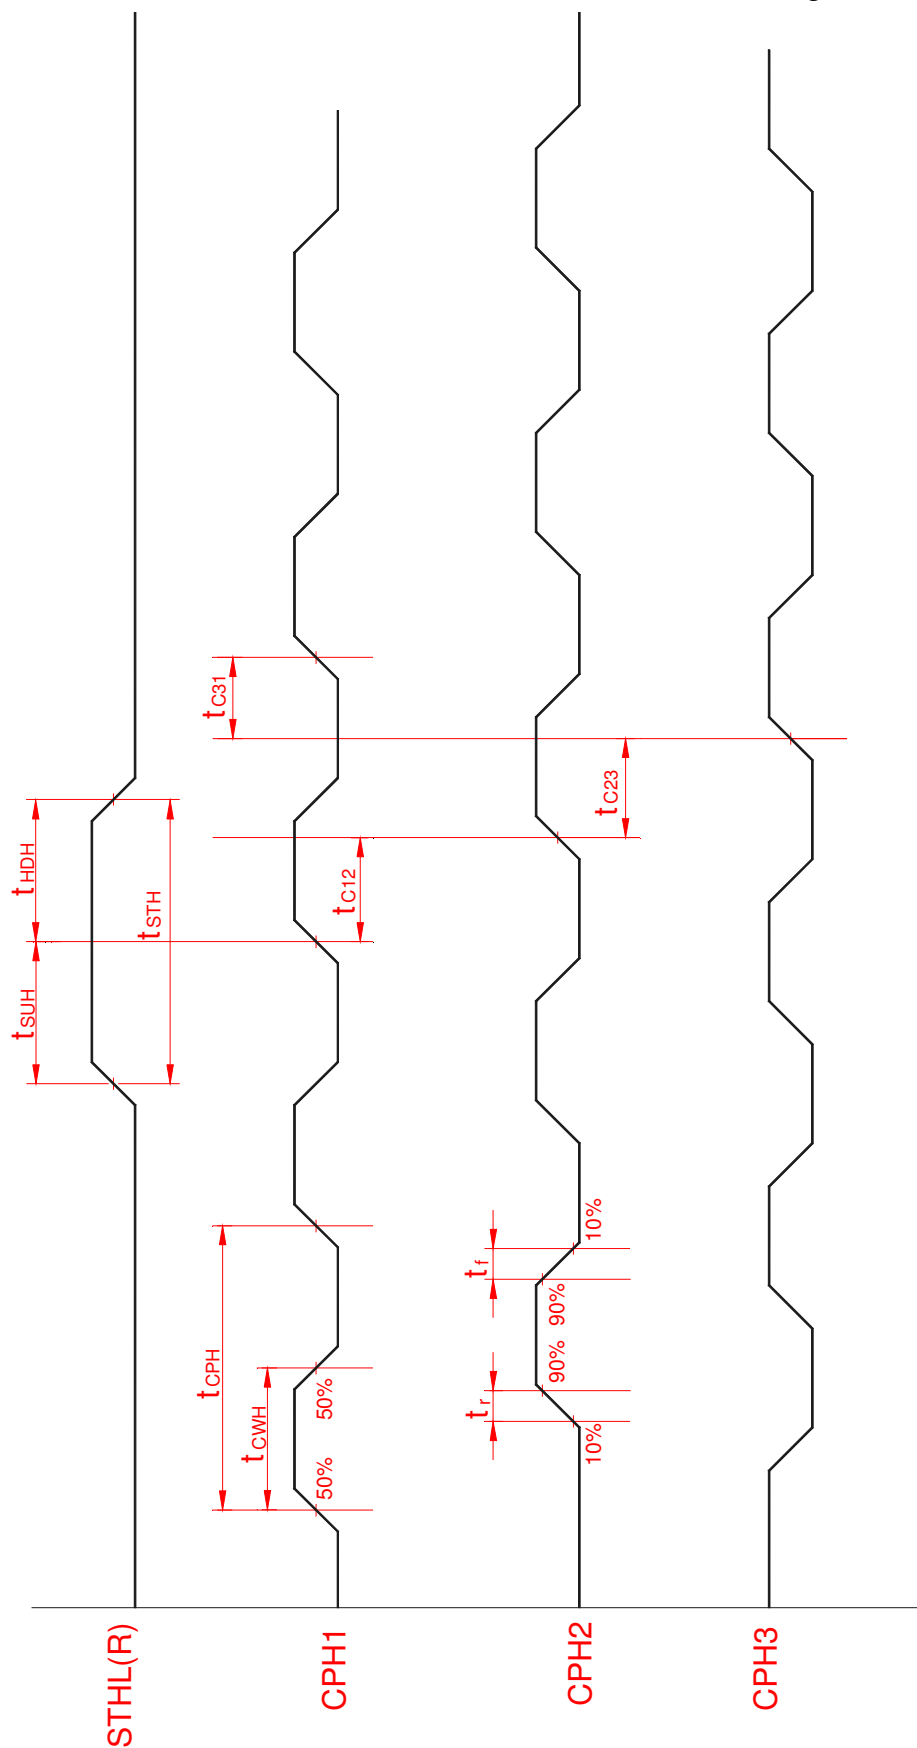 STHL(R)
tSUH
tHDH
tSTH
CPH1
tCPH
tCWH
50%
50%
tC12
tC31
CPH2
tr
tf
10%
90%
90%
10%
tC23
CPH3